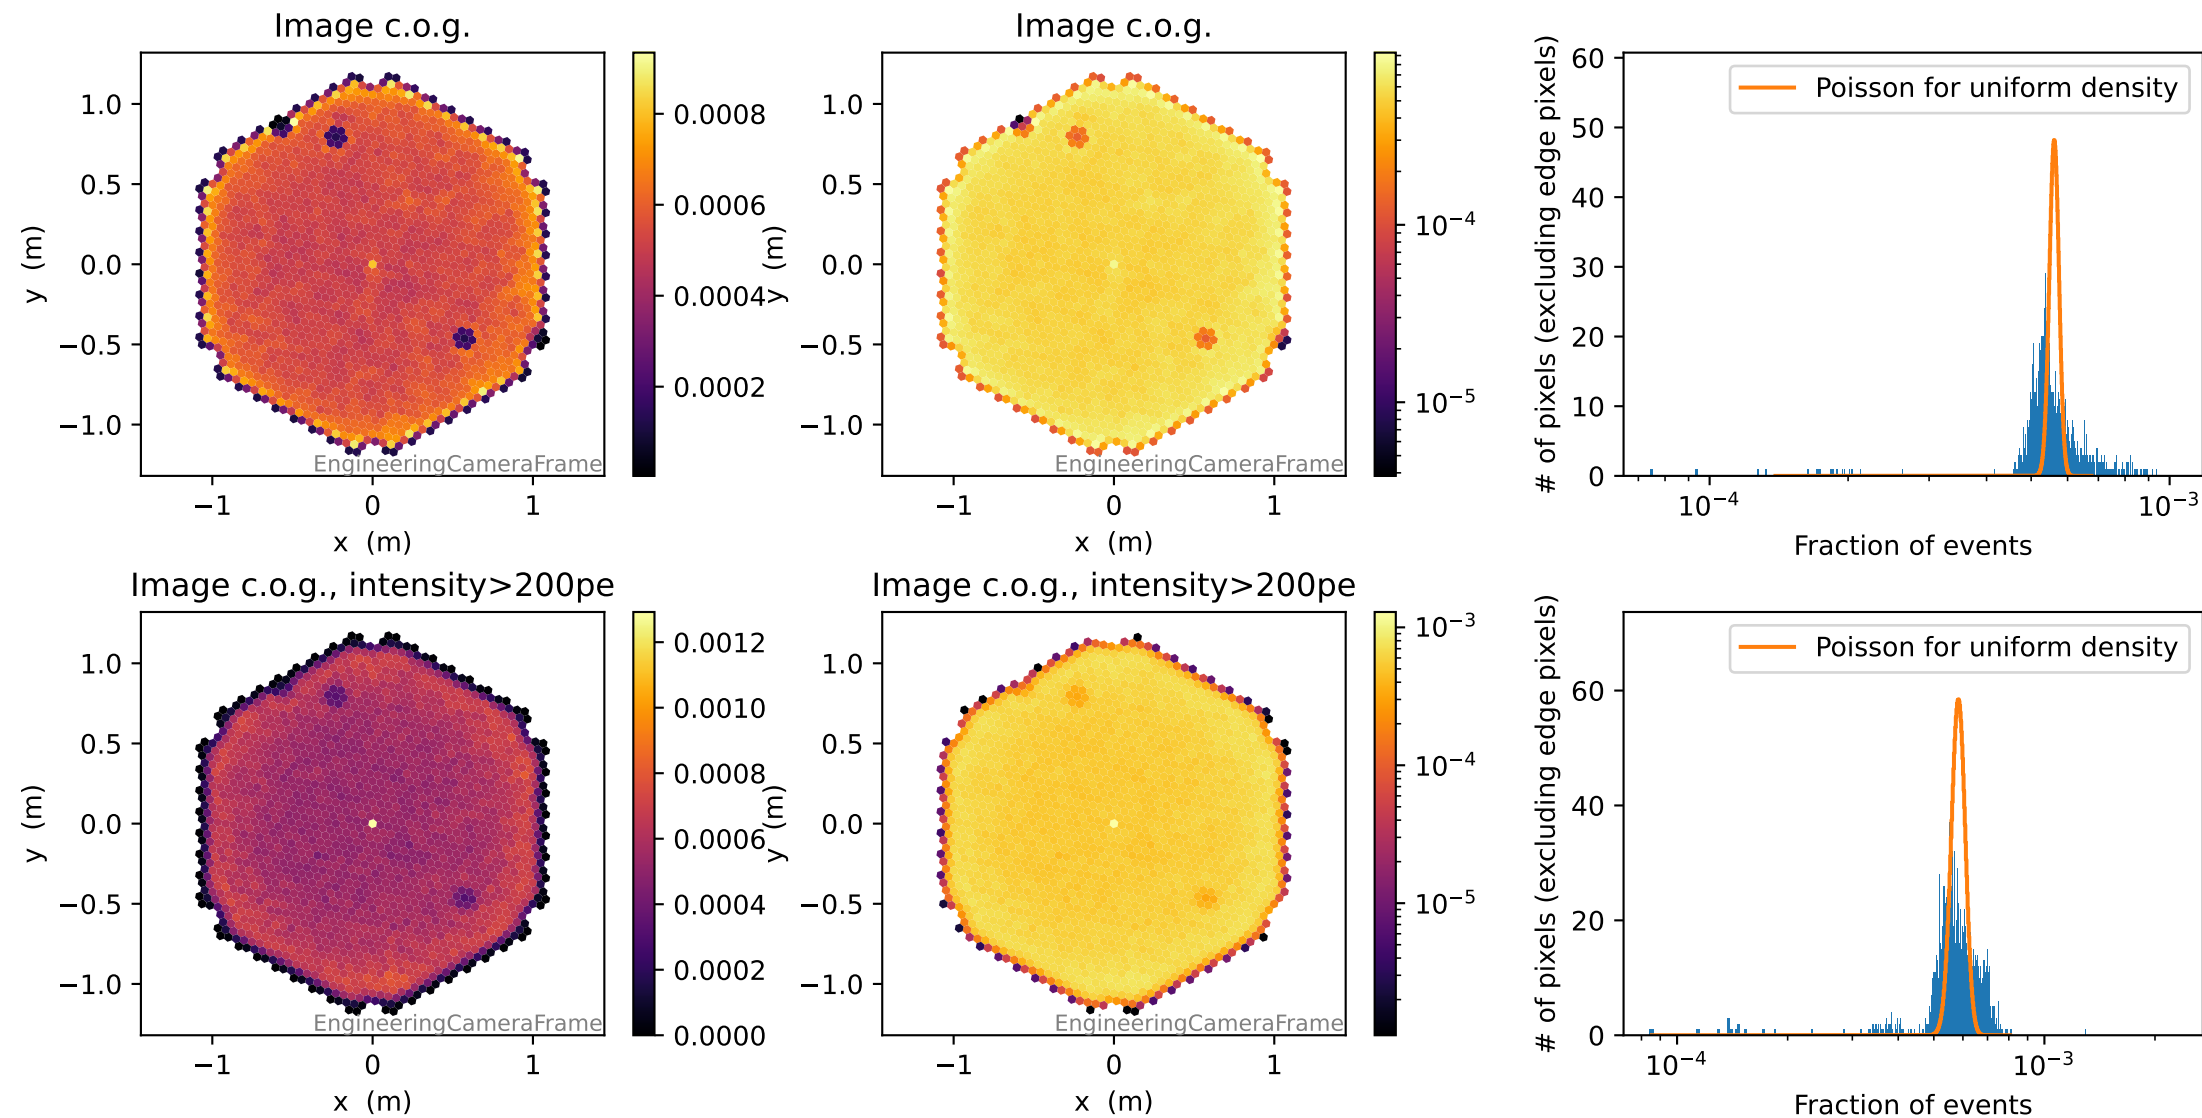 Image c.o.g.
y (m)
1.0
0.5
0.0
−0.5
−1.0
−1
0
1
x (m)
EngineeringCameraFrame
0.0008
0.0006
0.0004
0.0002
Image c.o.g.
y (m)
1.0
0.5
0.0
−0.5
−1.0
−1
0
1
x (m)
EngineeringCameraFrame
10⁻⁴
10⁻⁵
# of pixels (excluding edge pixels)
60
50
40
30
20
10
0
Poisson for uniform density
10⁻⁴
10⁻³
Fraction of events
Image c.o.g., intensity>200pe
y (m)
1.0
0.5
0.0
−0.5
−1.0
−1
0
1
x (m)
EngineeringCameraFrame
0.0012
0.0010
0.0008
0.0006
0.0004
0.0002
0.0000
Image c.o.g., intensity>200pe
y (m)
1.0
0.5
0.0
−0.5
−1.0
−1
0
1
x (m)
EngineeringCameraFrame
10⁻³
10⁻⁴
10⁻⁵
# of pixels (excluding edge pixels)
60
40
20
0
Poisson for uniform density
10⁻⁴
10⁻³
Fraction of events